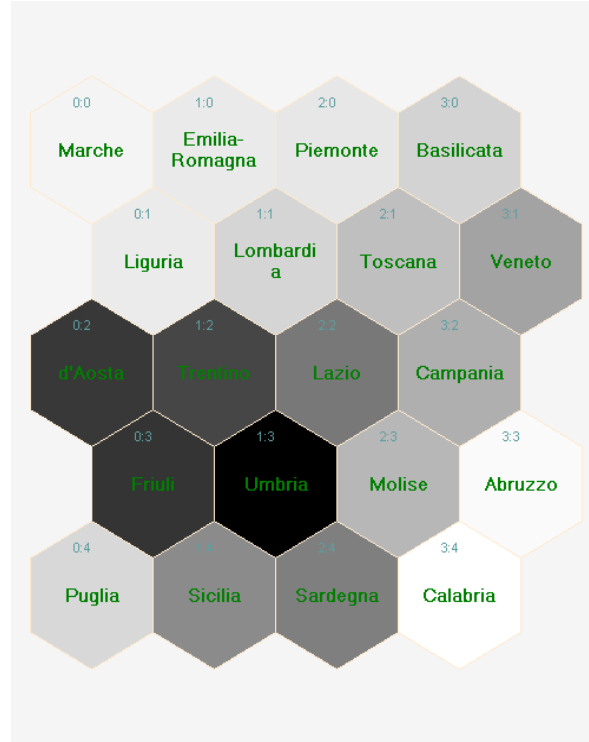 0:0 1:0 2:0 3:0
Marche Emilia-Romagna Piemonte Basilicata
0:1 1:1 2:1 3:1
Liguria Lombardia Toscana Veneto
0:2 1:2 2:2 3:2
d'Aosta Trentino Lazio Campania
0:3 1:3 2:3 3:3
Friuli Umbria Molise Abruzzo
0:4 2:4 3:4
Puglia Sicilia Sardegna Calabria